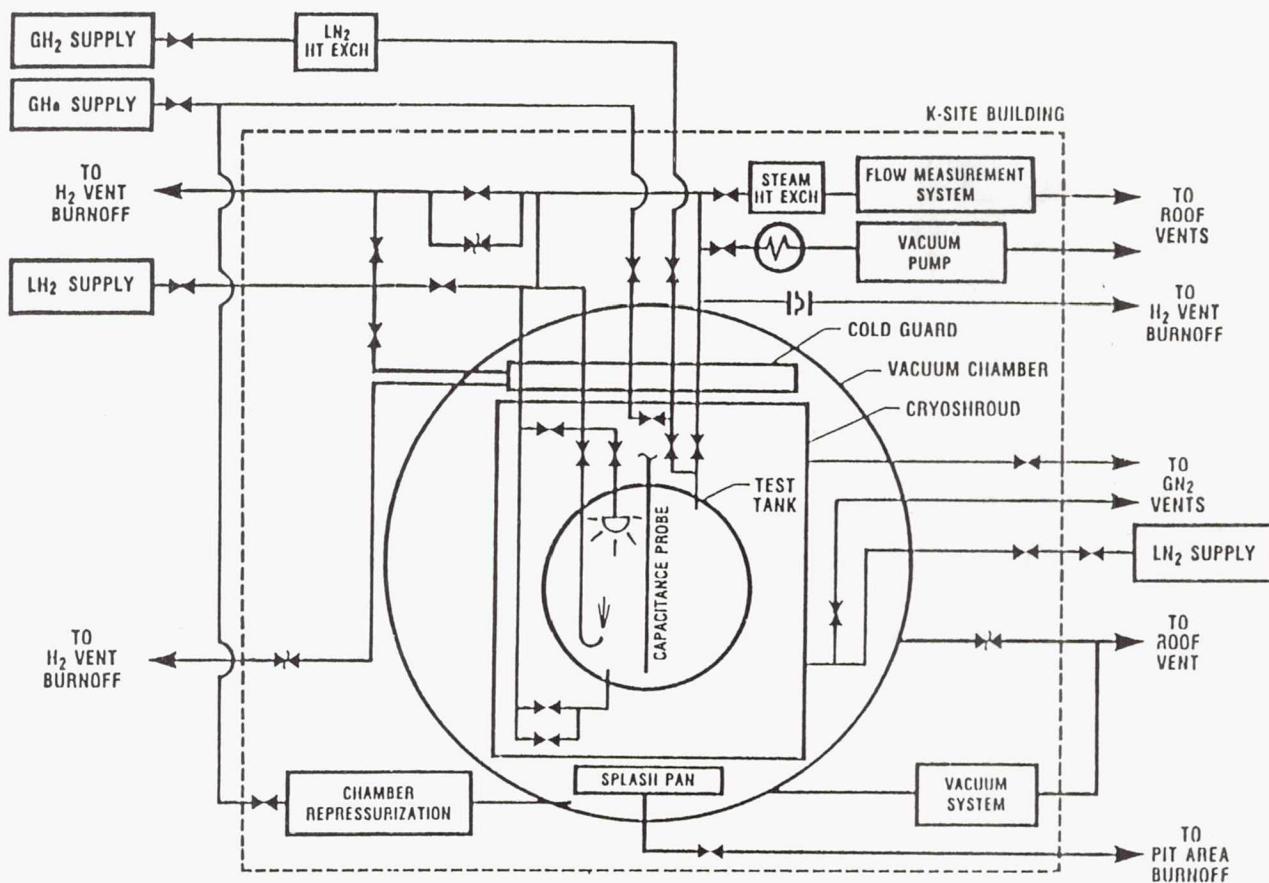 GH₂ SUPPLY
LN₂
HT EXCH
GHe SUPPLY
K-SITE BUILDING
TO
H₂ VENT
BURNOFF
STEAM
HT EXCH
FLOW MEASUREMENT
SYSTEM
TO
ROOF
VENTS
VACUUM
PUMP
LH₂ SUPPLY
TO
H₂ VENT
BURNOFF
COLD GUARD
VACUUM CHAMBER
CRYOSHROUD
TEST
TANK
CAPACITANCE PROBE
TO
GN₂
VENTS
LN₂ SUPPLY
TO
H₂ VENT
BURNOFF
TO
ROOF
VENT
SPLASH PAN
CHAMBER
REPRESSURIZATION
VACUUM
SYSTEM
TO
PIT AREA
BURNOFF